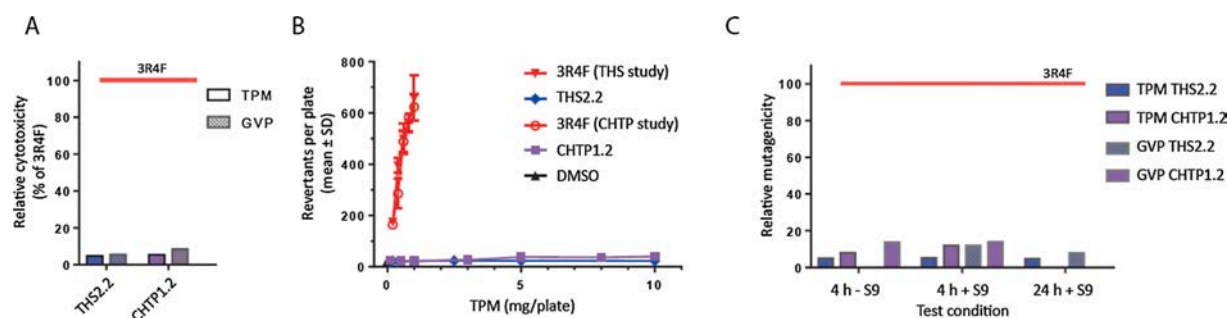 A
Relative cytotoxicity
(% of 3R4F)
100
80
60
40
20
0
3R4F
TPM
GVP
THS2.2
CHTP1.2
B
Revertants per plate
(mean ± SD)
800
600
400
200
0
0
5
10
TPM (mg/plate)
3R4F (THS study)
THS2.2
3R4F (CHTP study)
CHTP1.2
DMSO
C
Relative mutagenicity
100
80
60
40
20
0
3R4F
4 h - S9
4 h + S9
24 h + S9
Test condition
TPM THS2.2
TPM CHTP1.2
GVP THS2.2
GVP CHTP1.2